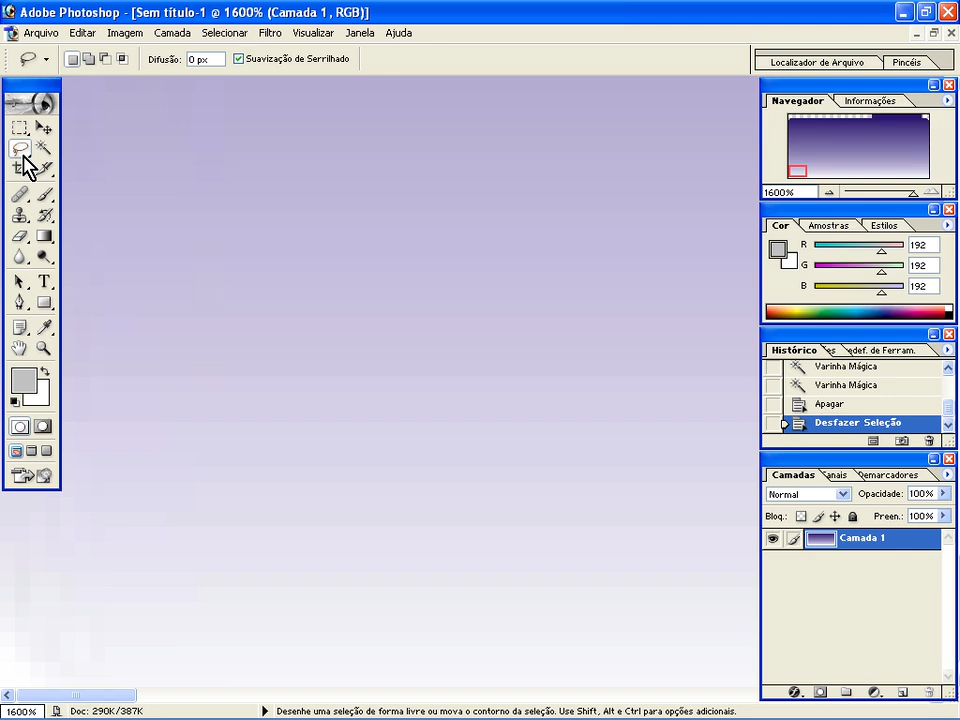 Adobe Photoshop - [Sem título-1 @ 1600% (Camada 1, RGB)]
Arquivo Editar Imagem Camada Selecionar Filtro Visualizar Janela Ajuda
Difusão: 0 px Suavização de Serrilhado
Localizador de Arquivo Pincéis
Navegador Informações
1600%
Cor Amostras Estilos
R 192
G 192
B 192
Histórico es edef. de Ferram.
Varinha Mágica
Varinha Mágica
Apagar
Desfazer Seleção
Camadas anais Demarcadores
Normal Opacidade: 100%
Bloq.: Preen.: 100%
Camada 1
T
1600% Doc: 290K/387K Desenhe uma seleção de forma livre ou mova o contorno da seleção. Use Shift, Alt e Ctrl para opções adicionais.